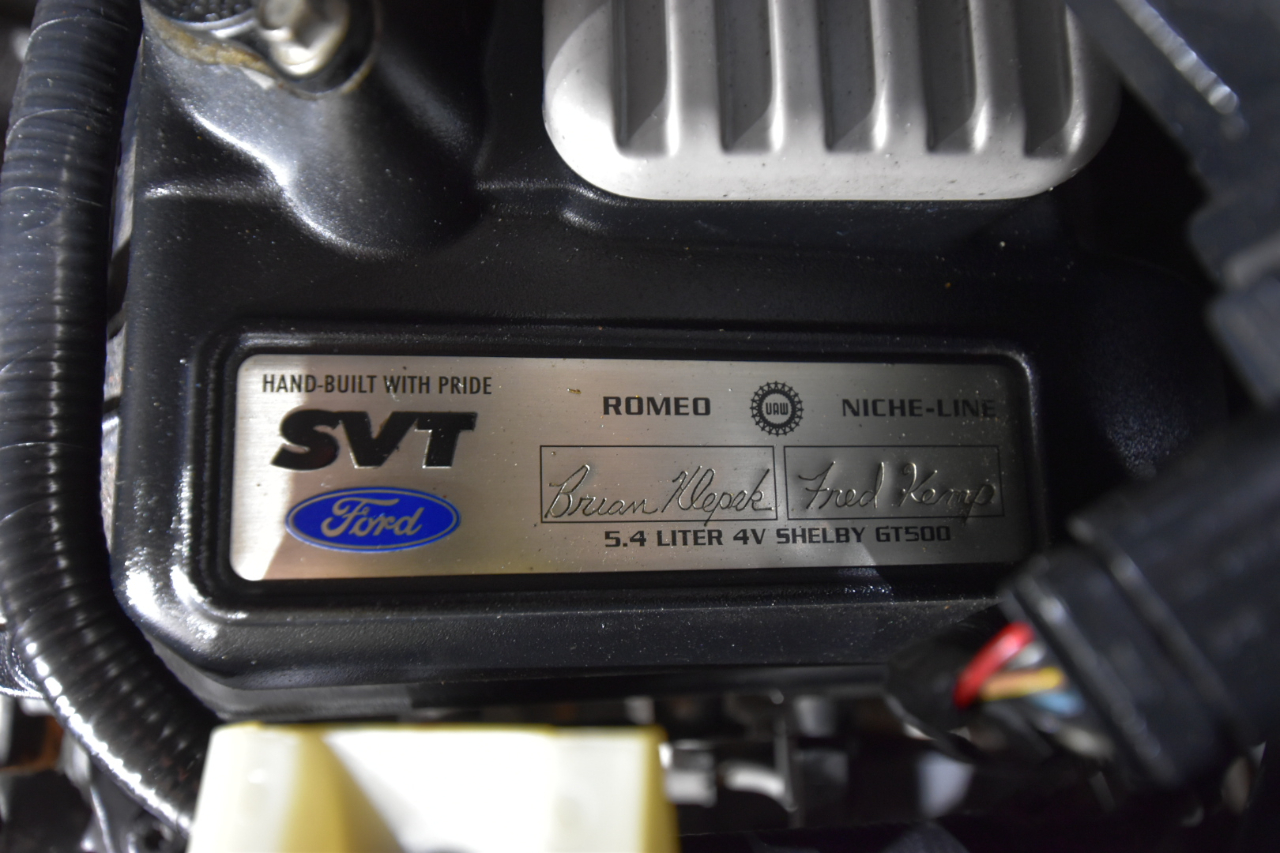 HAND-BUILT WITH PRIDE
SVT
Ford
ROMEO UAW NICHE-LINE
Brian Klepek Fred Kemp
5.4 LITER 4V SHELBY GT500